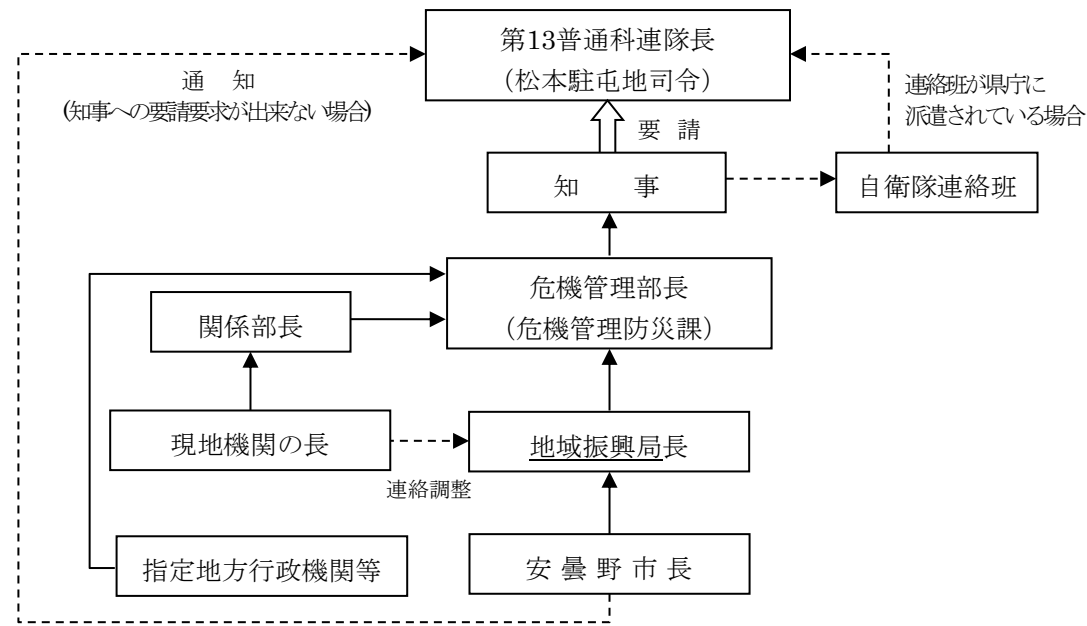 第13普通科連隊長
（松本駐屯地司令）
通　知
(知事への要請要求が出来ない場合)
連絡班が県庁に
派遣されている場合
要 請
知　　事
自衛隊連絡班
危機管理部長
（危機管理防災課）
関係部長
現地機関の長
地域振興局長
連絡調整
指定地方行政機関等
安 曇 野 市 長